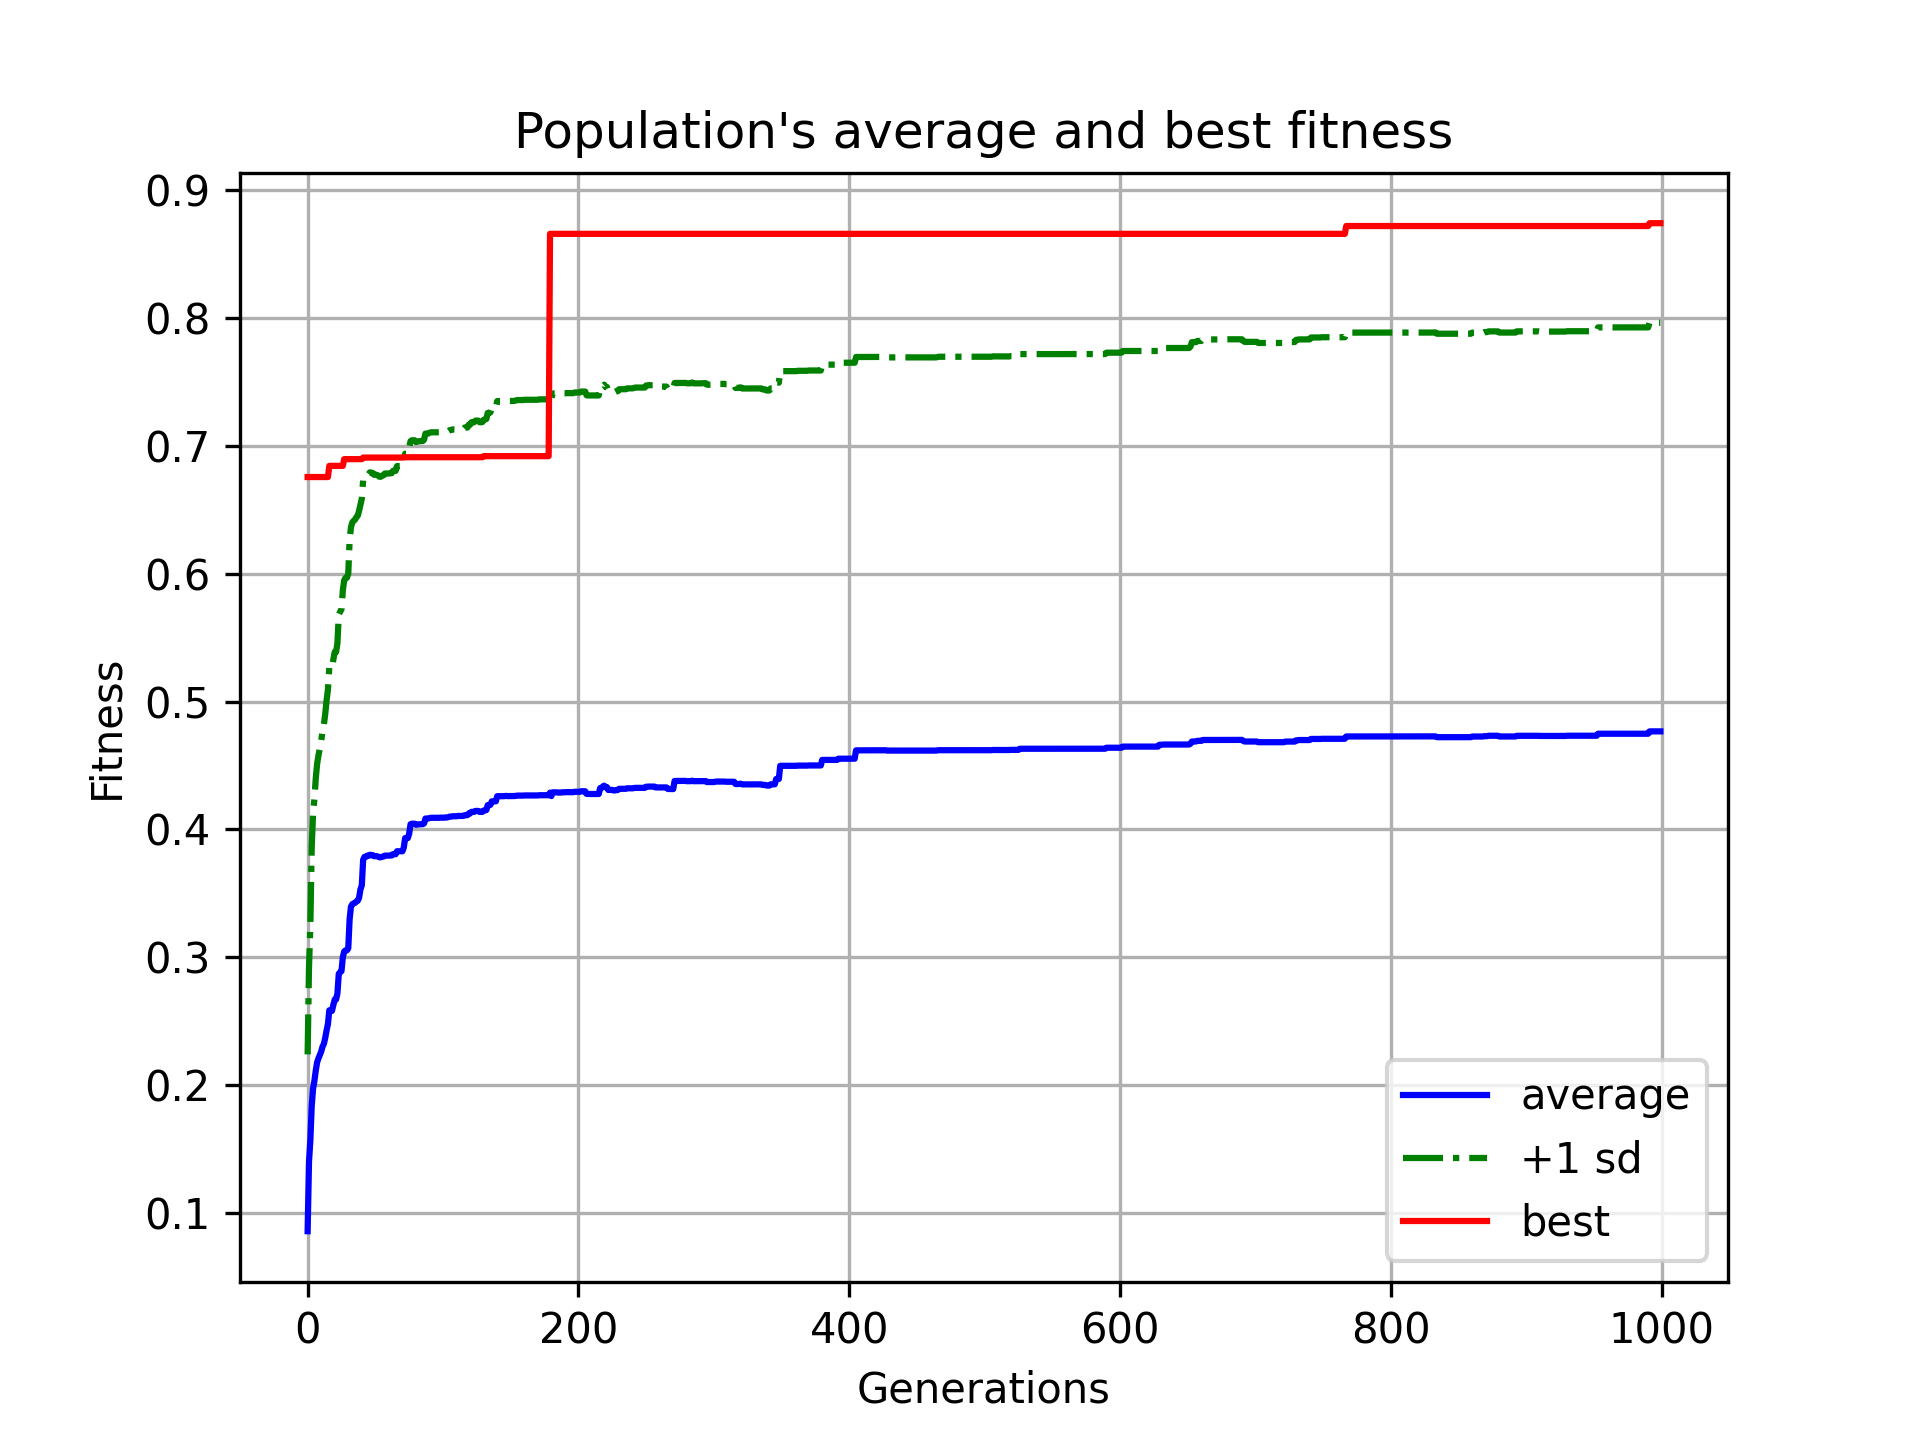 Population's average and best fitness
0.9
0.8
0.7
0.6
0.5
0.4
0.3
0.2
0.1
Fitness
0 200 400 600 800 1000
Generations
average
+1 sd
best